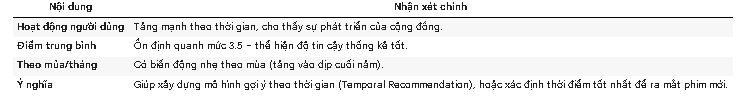 Nội dung Nhận xét chính
Hoạt động người dùng Tăng mạnh theo thời gian, cho thấy sự phát triển của cộng đồng.
Điểm trung bình Ổn định quanh mức 3.5 – thể hiện độ tin cậy thống kê tốt.
Theo mùa/tháng Có biến động nhẹ theo mùa (tăng vào dịp cuối năm).
Ý nghĩa Giúp xây dựng mô hình gợi ý theo thời gian (Temporal Recommendation), hoặc xác định thời điểm tốt nhất để ra mắt phim mới.